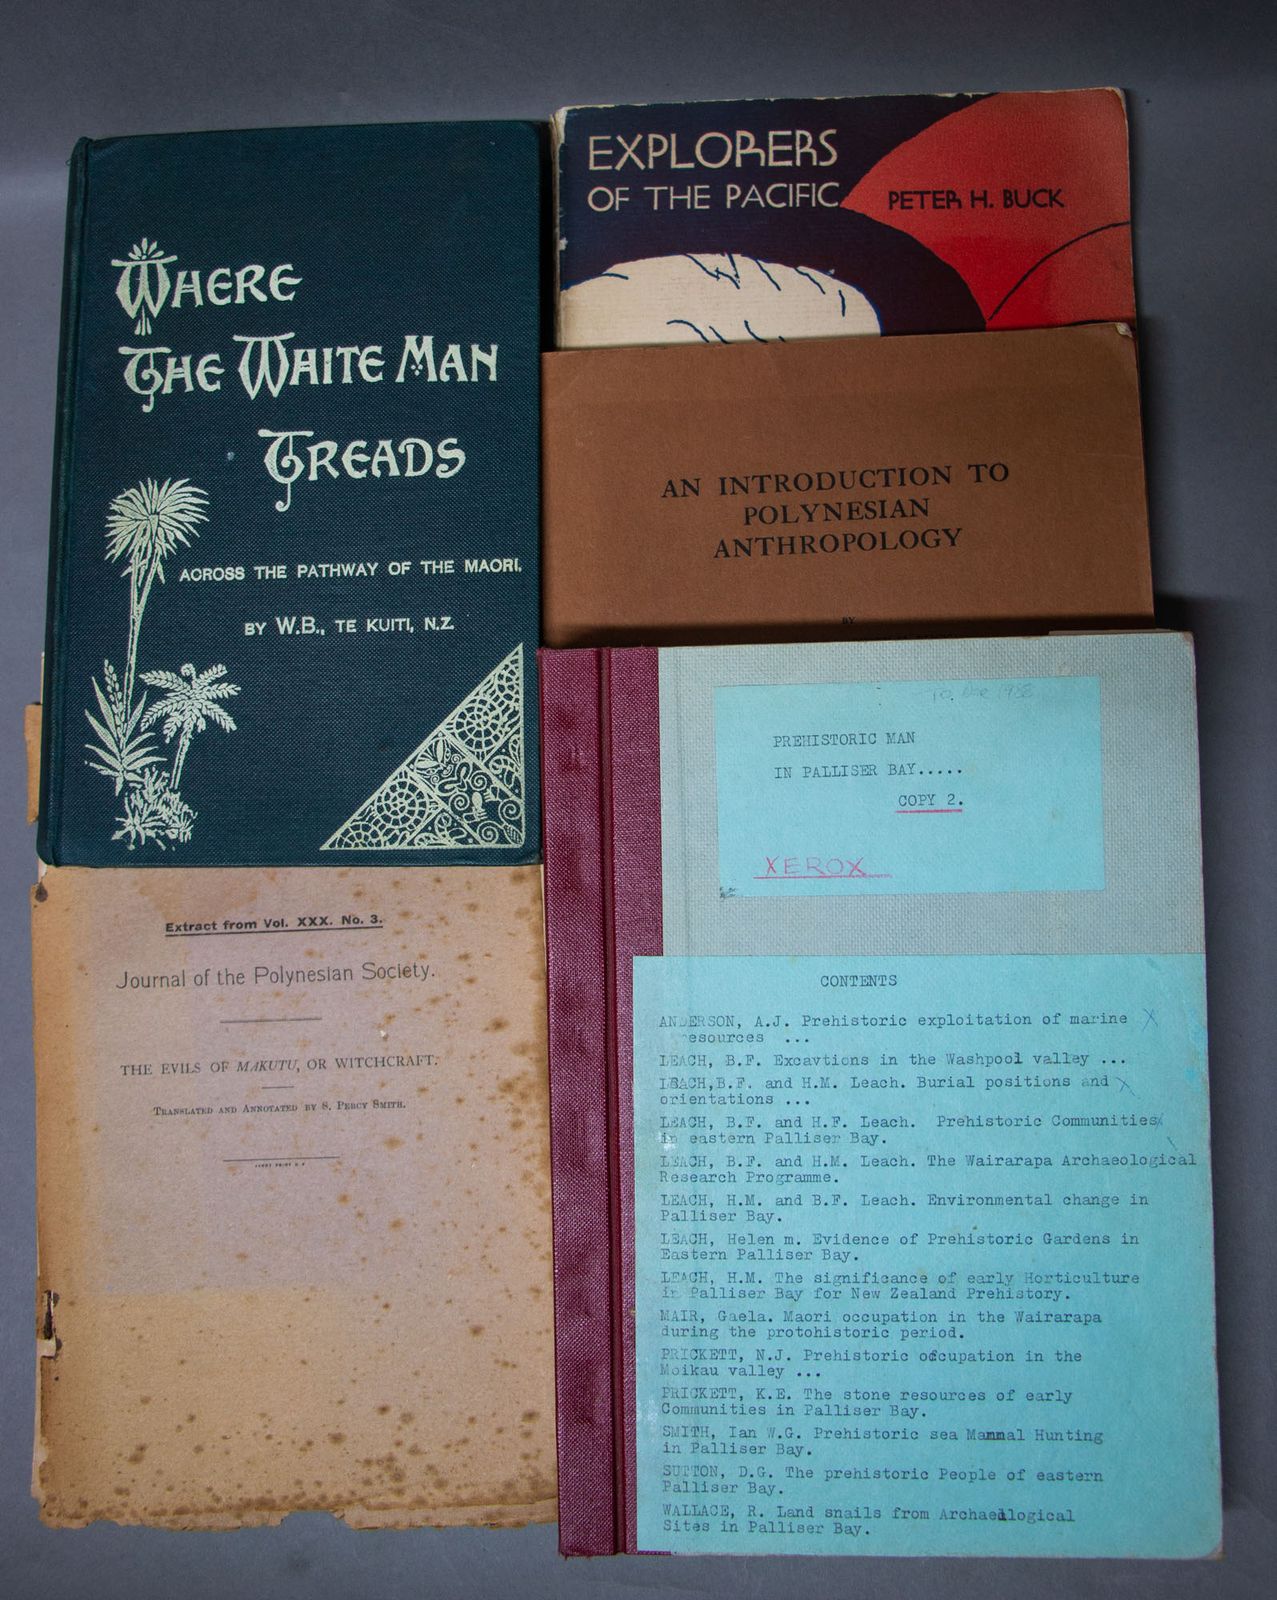 WHERE
THE WHITE MAN
TREADS
ACROSS THE PATHWAY OF THE MAORI.
BY W.B., TE KUITI, N.Z.
EXPLORERS
OF THE PACIFIC
PETER H. BUCK
AN INTRODUCTION TO
POLYNESIAN
ANTHROPOLOGY
BY
Extract from Vol. XXX. No. 3.
Journal of the Polynesian Society.
THE EVILS OF MAKUTU, OR WITCHCRAFT.
TRANSLATED AND ANNOTATED BY S. PERCY SMITH.
1988
PREHISTORIC MAN
IN PALLISER BAY.....
COPY 2.
XEROX
CONTENTS
ANDERSON, A.J. Prehistoric exploitation of marine
resources ...
LEACH, B.F. Excavtions in the Washpool valley ...
LEACH,B.F. and H.M. Leach. Burial positions and
orientations ...
LEACH, B.F. and H.F. Leach. Prehistoric Communities
in eastern Palliser Bay.
LEACH, B.F. and H.M. Leach. The Wairarapa Archaeological
Research Programme.
LEACH, H.M. and B.F. Leach. Environmental change in
Palliser Bay.
LEACH, Helen m. Evidence of Prehistoric Gardens in
Eastern Palliser Bay.
LEACH, H.M. The significance of early Horticulture
in Palliser Bay for New Zealand Prehistory.
MAIR, Gaela. Maori occupation in the Wairarapa
during the protohistoric period.
PRICKETT, N.J. Prehistoric occupation in the
Moikau valley ...
PRICKETT, K.E. The stone resources of early
Communities in Palliser Bay.
SMITH, Ian W.G. Prehistoric sea Mammal Hunting
in Palliser Bay.
SUTTON, D.G. The prehistoric People of eastern
Palliser Bay.
WALLACE, R. Land snails from Archaeological
Sites in Palliser Bay.